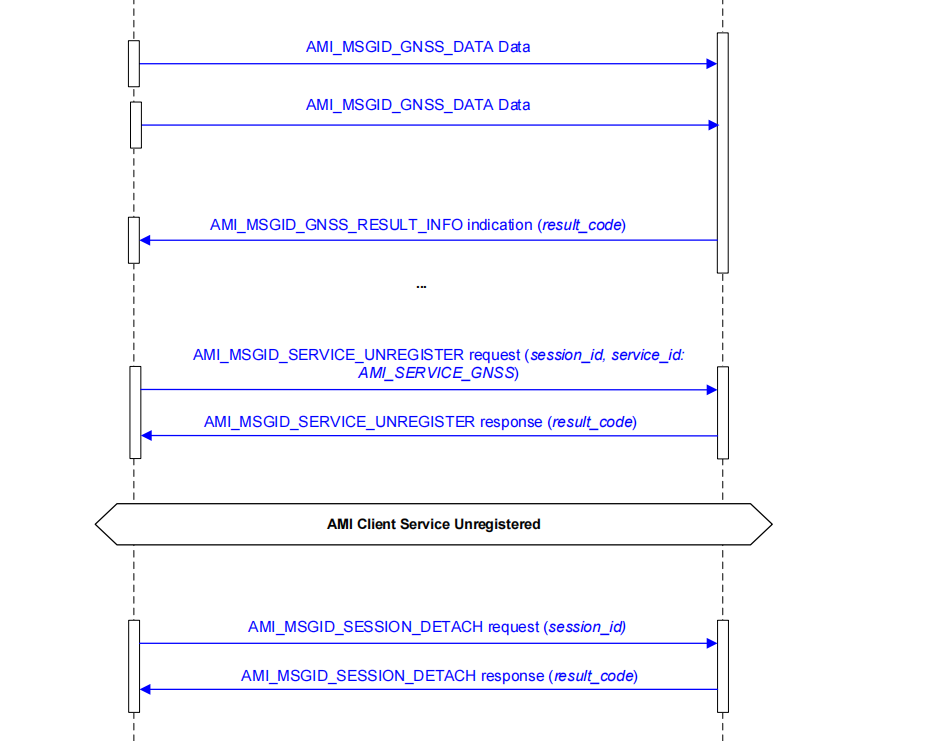 AMI_MSGID_GNSS_DATA Data
AMI_MSGID_GNSS_DATA Data
AMI_MSGID_GNSS_RESULT_INFO indication (result_code)
...
AMI_MSGID_SERVICE_UNREGISTER request (session_id, service_id:
AMI_SERVICE_GNSS)
AMI_MSGID_SERVICE_UNREGISTER response (result_code)
AMI Client Service Unregistered
AMI_MSGID_SESSION_DETACH request (session_id)
AMI_MSGID_SESSION_DETACH response (result_code)